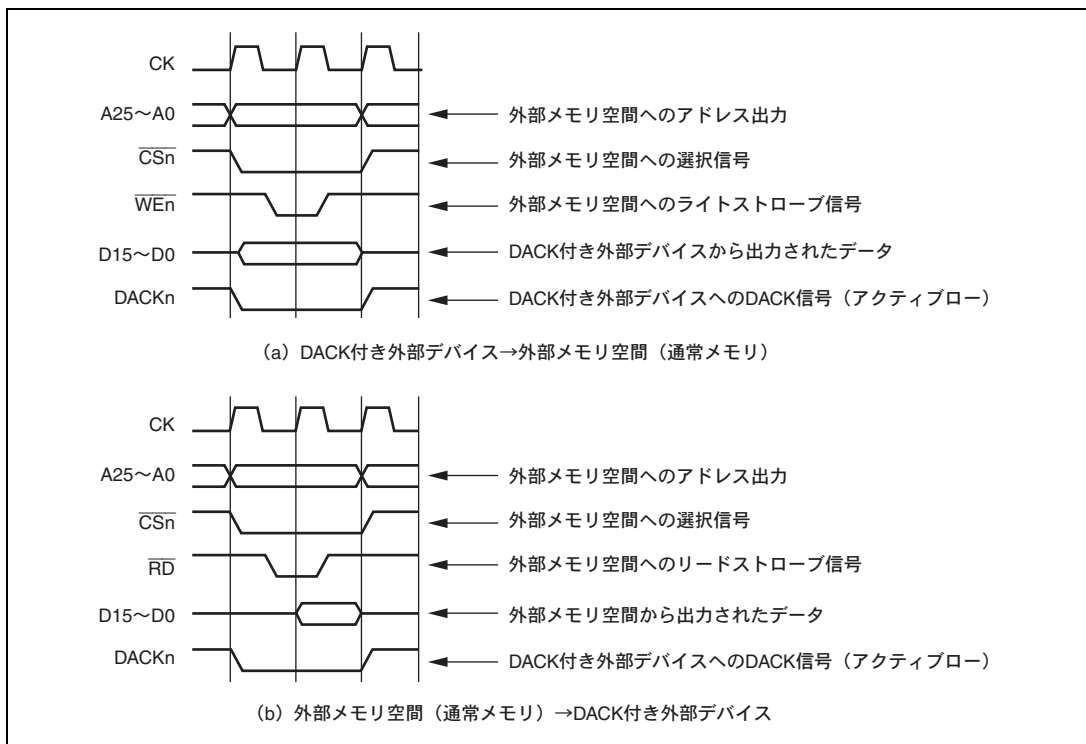 CK
A25～A0 外部メモリ空間へのアドレス出力
CSn 外部メモリ空間への選択信号
WEn 外部メモリ空間へのライトストローブ信号
D15～D0 DACK付き外部デバイスから出力されたデータ
DACKn DACK付き外部デバイスへのDACK信号（アクティブロー）
（a）DACK付き外部デバイス→外部メモリ空間（通常メモリ）
CK
A25～A0 外部メモリ空間へのアドレス出力
CSn 外部メモリ空間への選択信号
RD 外部メモリ空間へのリードストローブ信号
D15～D0 外部メモリ空間から出力されたデータ
DACKn DACK付き外部デバイスへのDACK信号（アクティブロー）
（b）外部メモリ空間（通常メモリ）→DACK付き外部デバイス